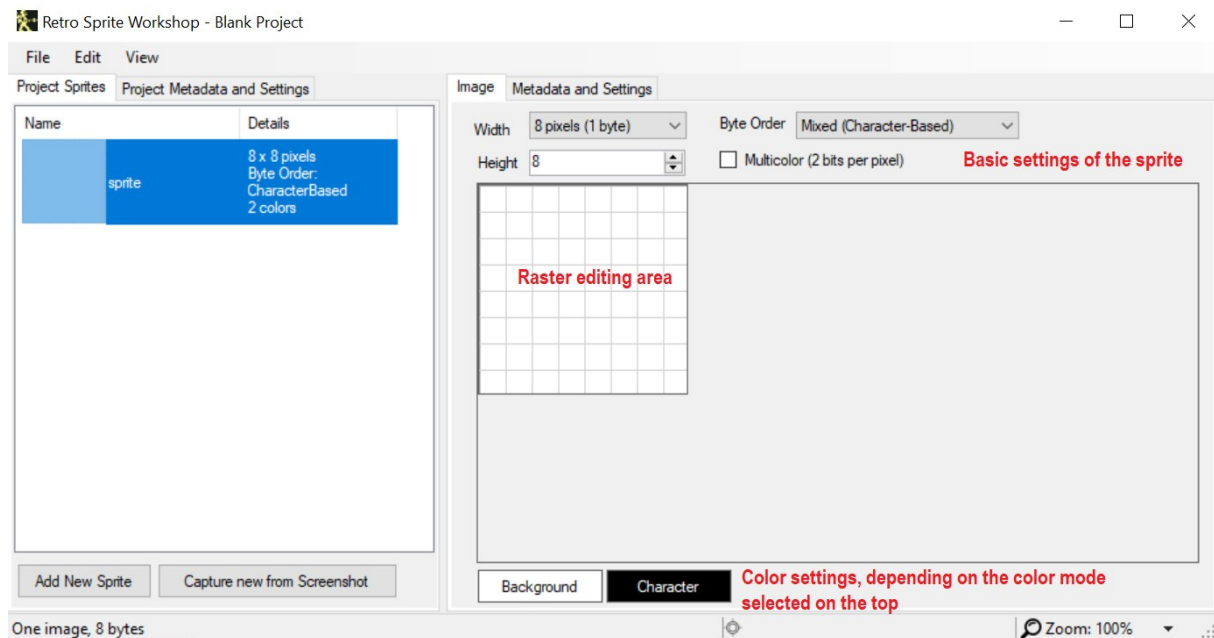 Retro Sprite Workshop - Blank Project
File Edit View
Project Sprites Project Metadata and Settings
Name Details
sprite
8 x 8 pixels
Byte Order:
CharacterBased
2 colors
Add New Sprite Capture new from Screenshot
Image Metadata and Settings
Width 8 pixels (1 byte) Byte Order Mixed (Character-Based)
Height 8 Multicolor (2 bits per pixel) Basic settings of the sprite
Raster editing area
Background Character Color settings, depending on the color mode
selected on the top
One image, 8 bytes Zoom: 100%